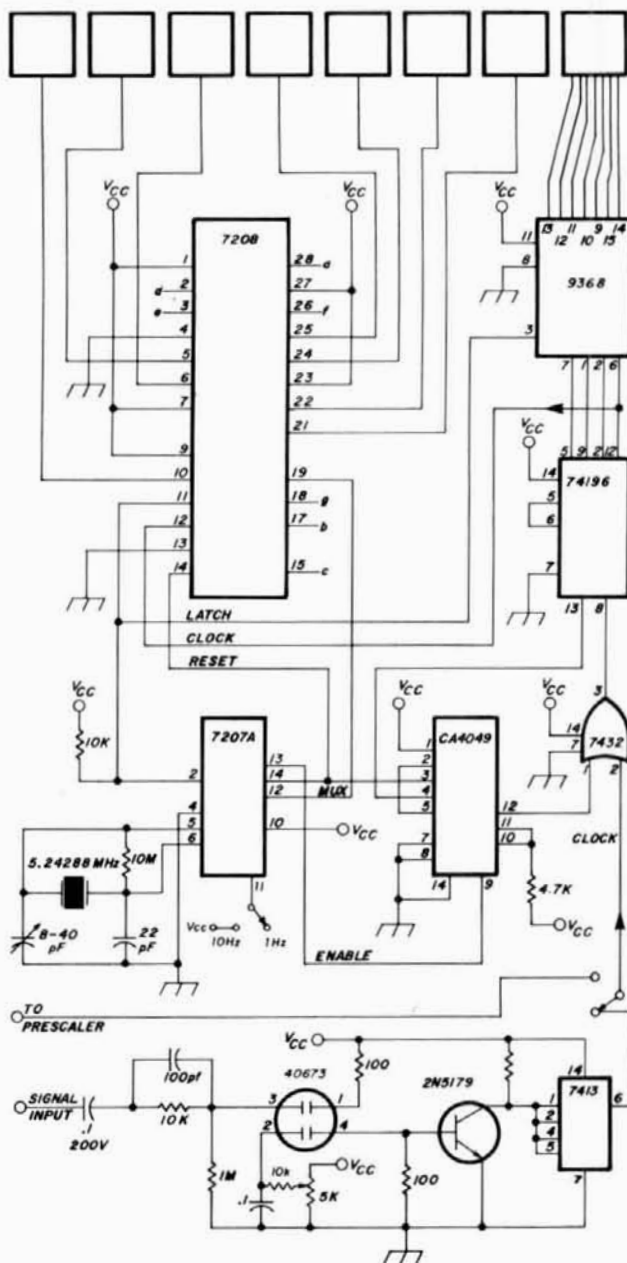 VCC
VCC
VCC
7208
1
2
3
4
5
6
7
9
10
11
12
13
14
d
e
28 a
27
26 f
25
24
23
22
21
19
18 g
17 b
15 c
13 11 9 14
12 10 15
11
8
9368
3
7 1 2 6
VCC
5 9 2 12
14
74196
5
6
7
13 8
LATCH
CLOCK
RESET
VCC
10K
7207A
2
4
5
6
13
14
12
10
11
MUX
VCC
VCC
CA4049
1
2
3
4
5
7
8
14
9
12
11
10
4.7K
VCC
VCC
3
14
7
7432
1 2
CLOCK
5.24288 MHz
10M
8-40
pF
22
pF
VCC
10Hz
1Hz
ENABLE
TO
PRESCALER
VCC
100pf
SIGNAL
INPUT
.1
200V
10K
40673
3 1
2 4
100
2N5179
14
7413
1
2
4
5
6
7
1M
10k
VCC
5K
.1
100